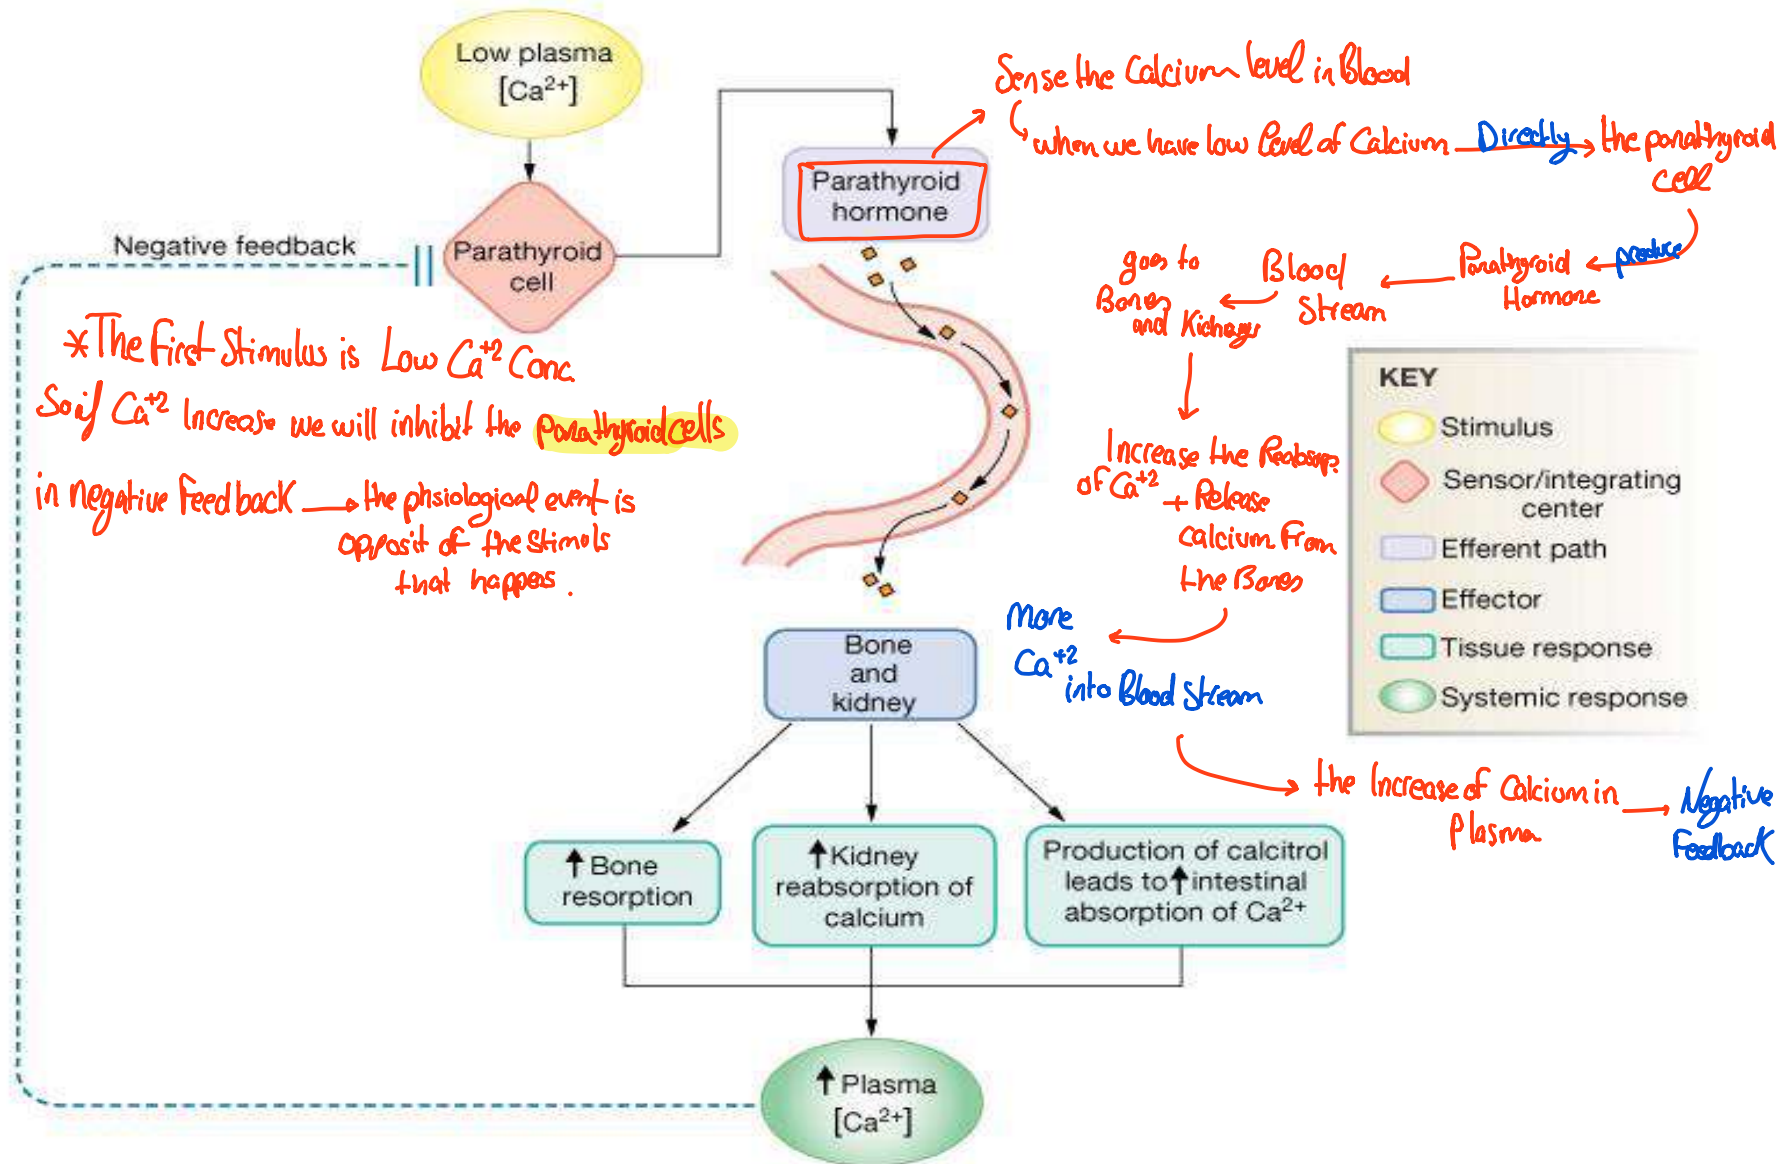 Low plasma
[Ca²⁺]
Negative feedback
Parathyroid
cell
Parathyroid
hormone
Sense the Calcium level in Blood
when we have low level of Calcium Directly the parathyroid
cell
produce
Parathyroid
Hormone
Blood
Stream
goes to
Bones
and Kidneys
Increase the Reabsorp.
of Ca⁺²
+ Release
calcium From
the Bones
More
Ca⁺²
into Blood Stream
the Increase of Calcium in
Plasma
Negative
Feedback
*The First Stimulus is Low Ca⁺² Conc
So if Ca⁺² Increase we will inhibit the parathyroid cells
in negative Feedback the phsiological event is
opposit of the stimols
that happens.
KEY
Stimulus
Sensor/integrating
center
Efferent path
Effector
Tissue response
Systemic response
Bone
and
kidney
↑Bone
resorption
↑Kidney
reabsorption of
calcium
Production of calcitrol
leads to↑intestinal
absorption of Ca²⁺
↑Plasma
[Ca²⁺]